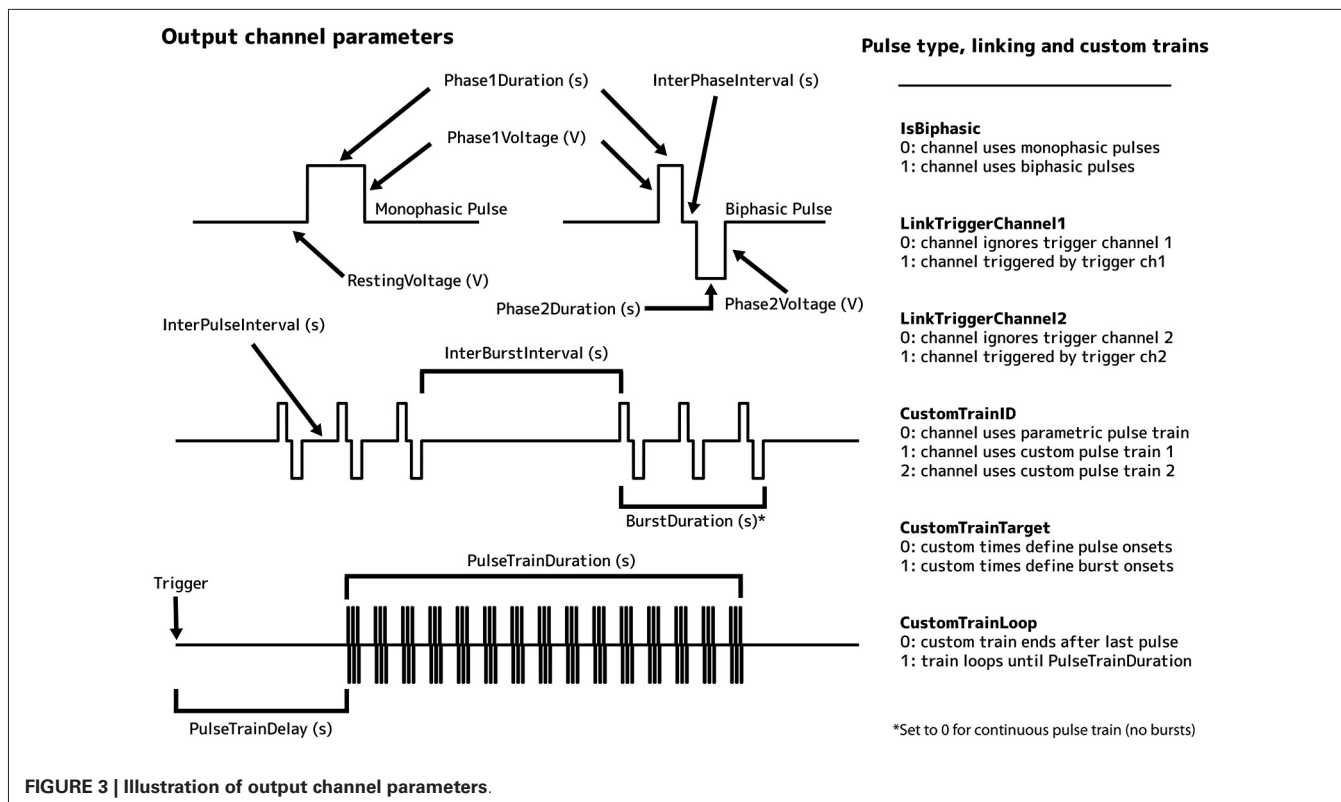 Output channel parameters
Phase1Duration (s)
InterPhaseInterval (s)
Phase1Voltage (V)
Monophasic Pulse
Biphasic Pulse
RestingVoltage (V)
Phase2Duration (s)
Phase2Voltage (V)
InterPulseInterval (s)
InterBurstInterval (s)
BurstDuration (s)*
PulseTrainDuration (s)
Trigger
PulseTrainDelay (s)
Pulse type, linking and custom trains
IsBiphasic
0: channel uses monophasic pulses
1: channel uses biphasic pulses
LinkTriggerChannel1
0: channel ignores trigger channel 1
1: channel triggered by trigger ch1
LinkTriggerChannel2
0: channel ignores trigger channel 2
1: channel triggered by trigger ch2
CustomTrainID
0: channel uses parametric pulse train
1: channel uses custom pulse train 1
2: channel uses custom pulse train 2
CustomTrainTarget
0: custom times define pulse onsets
1: custom times define burst onsets
CustomTrainLoop
0: custom train ends after last pulse
1: train loops until PulseTrainDuration
*Set to 0 for continuous pulse train (no bursts)
FIGURE 3 | Illustration of output channel parameters.